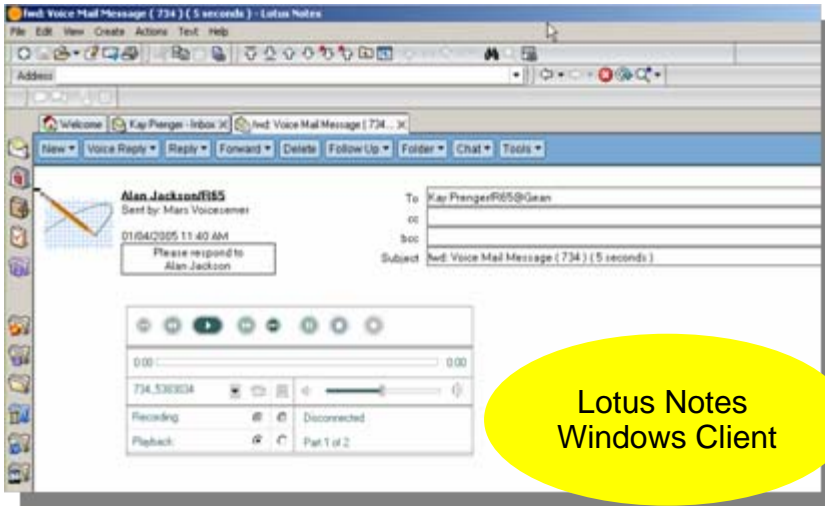 fwd: Voice Mail Message ( 734 ) ( 5 seconds ) - Lotus Notes
File Edit View Create Actions Text Help
Address
Welcome Kay Prenger - Inbox fwd: Voice Mail Message ( 734...
New Voice Reply Reply Forward Delete Follow Up Folder Chat Tools
Alan Jackson/R65
Sent by: Mars Voiceserver
01/04/2005 11:40 AM
Please respond to
Alan Jackson
To Kay Prenger/R65@Gean
cc
bcc
Subject fwd: Voice Mail Message ( 734 ) ( 5 seconds )
0:00 0:00
Recording: Disconnected
Playback: Part 1 of 2
Lotus Notes
Windows Client